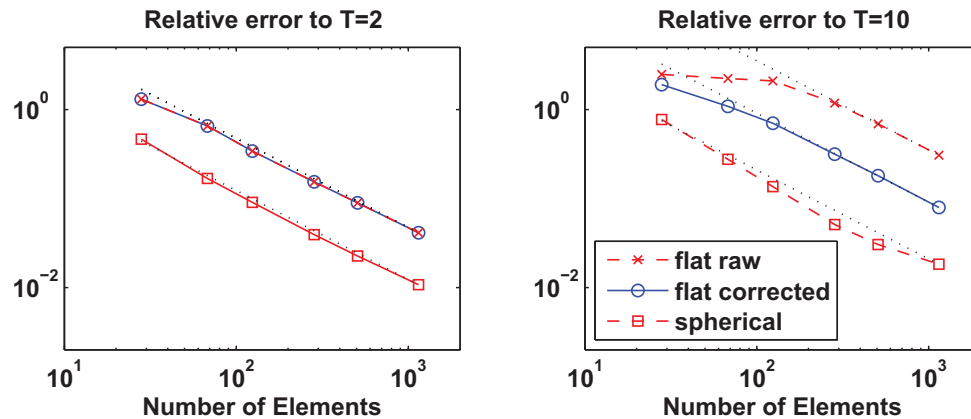 Relative error to T=2
10^0
10^-2
10^1
10^2
10^3
Number of Elements
Relative error to T=10
10^0
10^-2
flat raw
flat corrected
spherical
10^1
10^2
10^3
Number of Elements